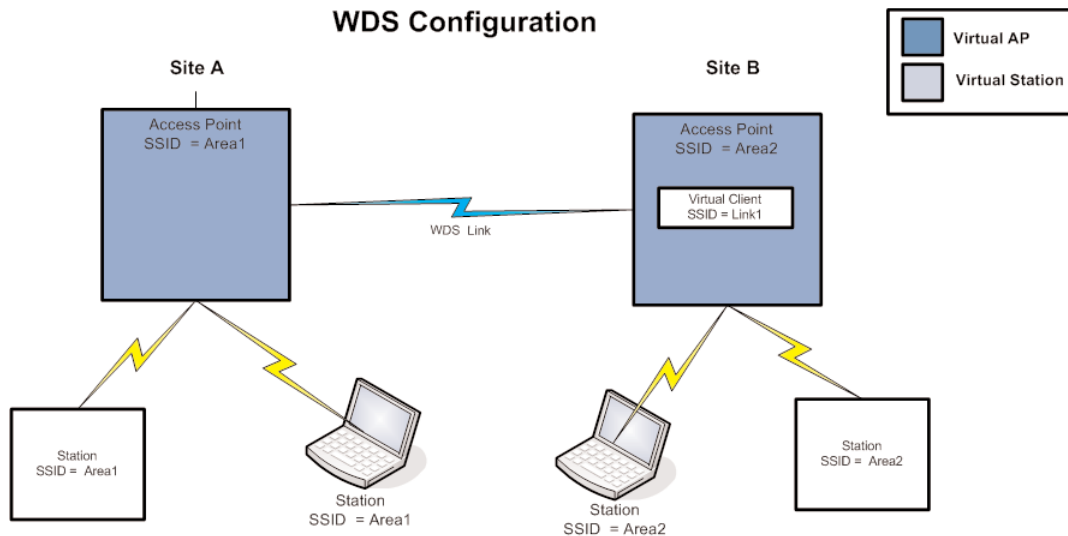 WDS Configuration
Virtual AP
Virtual Station
Site A
Site B
Access Point
SSID = Area1
Access Point
SSID = Area2
Virtual Client
SSID = Link1
WDS Link
Station
SSID = Area1
Station
SSID = Area1
Station
SSID = Area2
Station
SSID = Area2